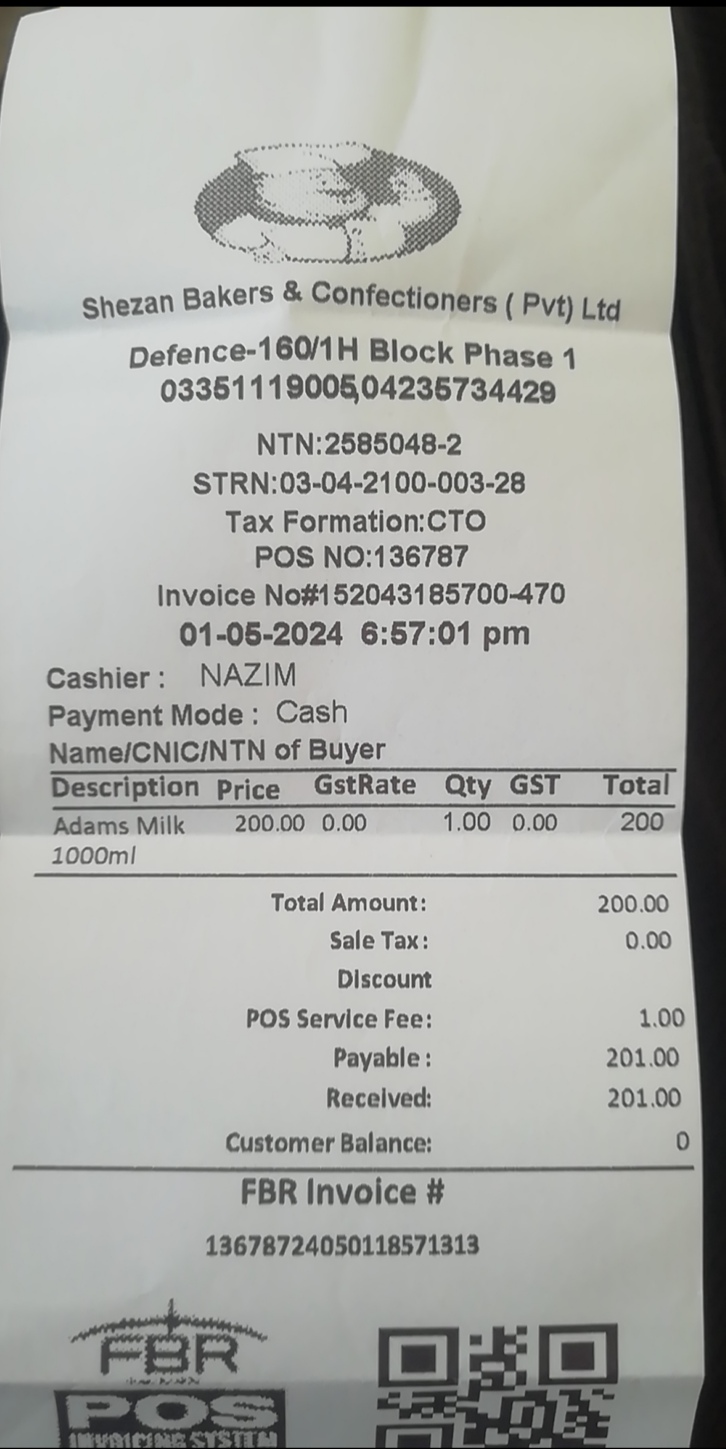 Shezan Bakers & Confectioners ( Pvt) Ltd
Defence-160/1H Block Phase 1
03351119005,04235734429
NTN:2585048-2
STRN:03-04-2100-003-28
Tax Formation:CTO
POS NO:136787
Invoice No#152043185700-470
01-05-2024 6:57:01 pm
Cashier : NAZIM
Payment Mode : Cash
Name/CNIC/NTN of Buyer
Description Price GstRate Qty GST Total
Adams Milk 200.00 0.00 1.00 0.00 200
1000ml
Total Amount: 200.00
Sale Tax: 0.00
Discount
POS Service Fee: 1.00
Payable : 201.00
Received: 201.00
Customer Balance: 0
FBR Invoice #
13678724050118571313
FBR
POS
INVOICING SYSTEM